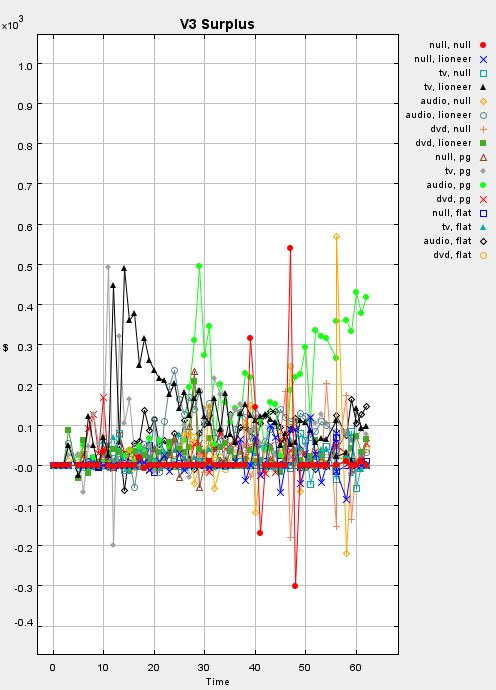 V3 Surplus
x10³
1.0
0.9
0.8
0.7
0.6
0.5
0.4
0.3
0.2
0.1
-0.0
-0.1
-0.2
-0.3
-0.4
$
0 10 20 30 40 50 60
Time
null, null
null, lioneer
tv, null
tv, lioneer
audio, null
audio, lioneer
dvd, null
dvd, lioneer
null, pg
tv, pg
audio, pg
dvd, pg
null, flat
tv, flat
audio, flat
dvd, flat